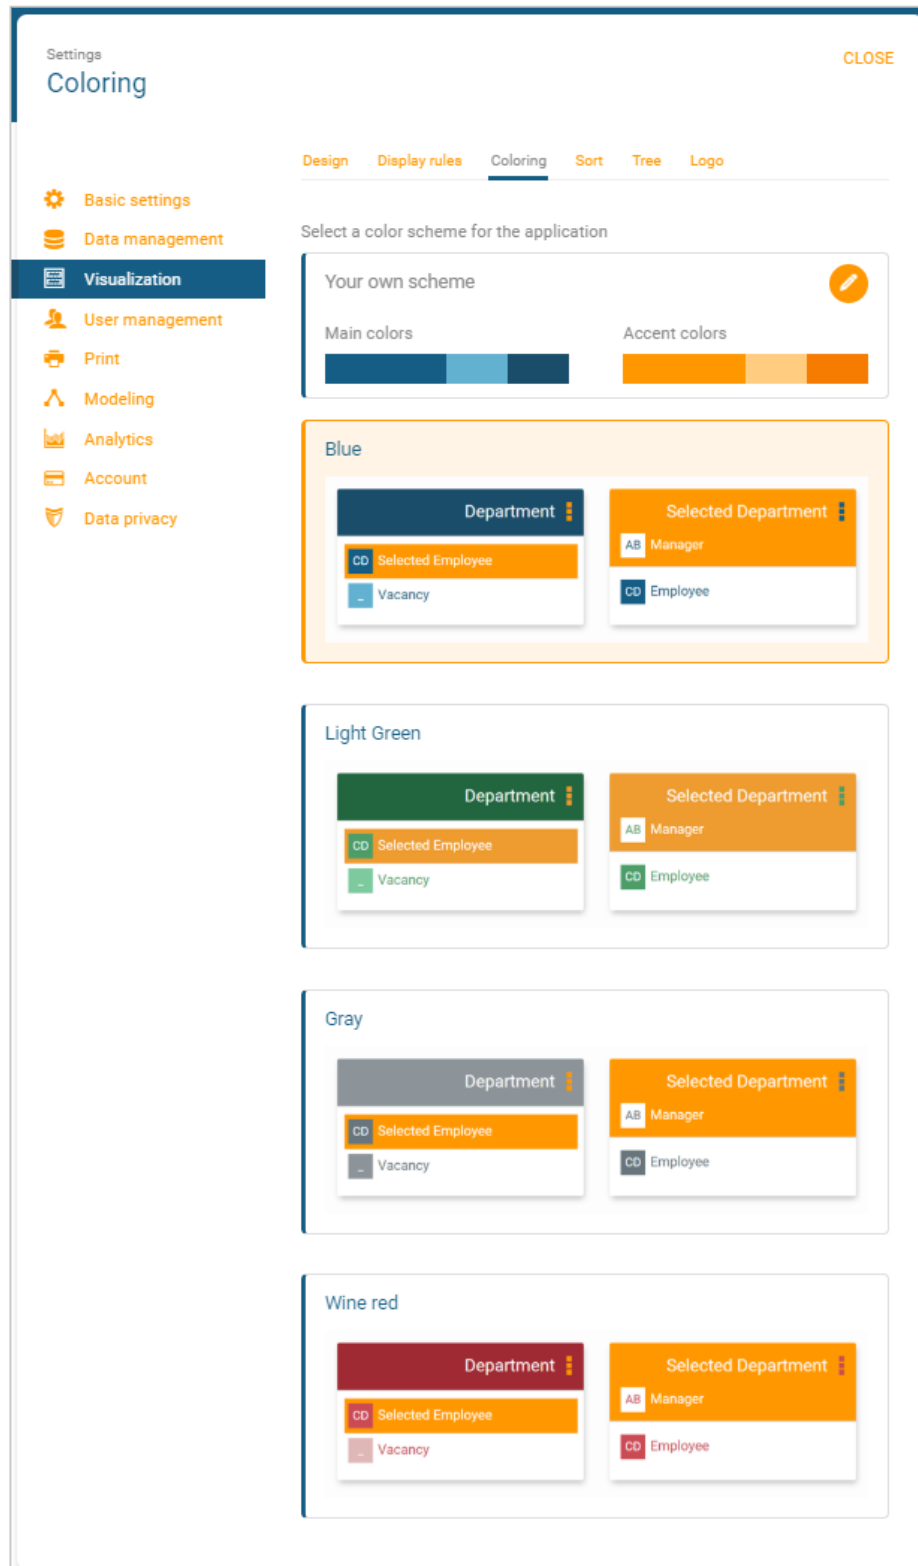 Settings
CLOSE
Coloring
Design Display rules Coloring Sort Tree Logo
Basic settings
Data management
Visualization
User management
Print
Modeling
Analytics
Account
Data privacy
Select a color scheme for the application
Your own scheme
Main colors Accent colors
Blue
Department
CD Selected Employee
_ Vacancy
Selected Department
AB Manager
CD Employee
Light Green
Department
CD Selected Employee
_ Vacancy
Selected Department
AB Manager
CD Employee
Gray
Department
CD Selected Employee
_ Vacancy
Selected Department
AB Manager
CD Employee
Wine red
Department
CD Selected Employee
_ Vacancy
Selected Department
AB Manager
CD Employee